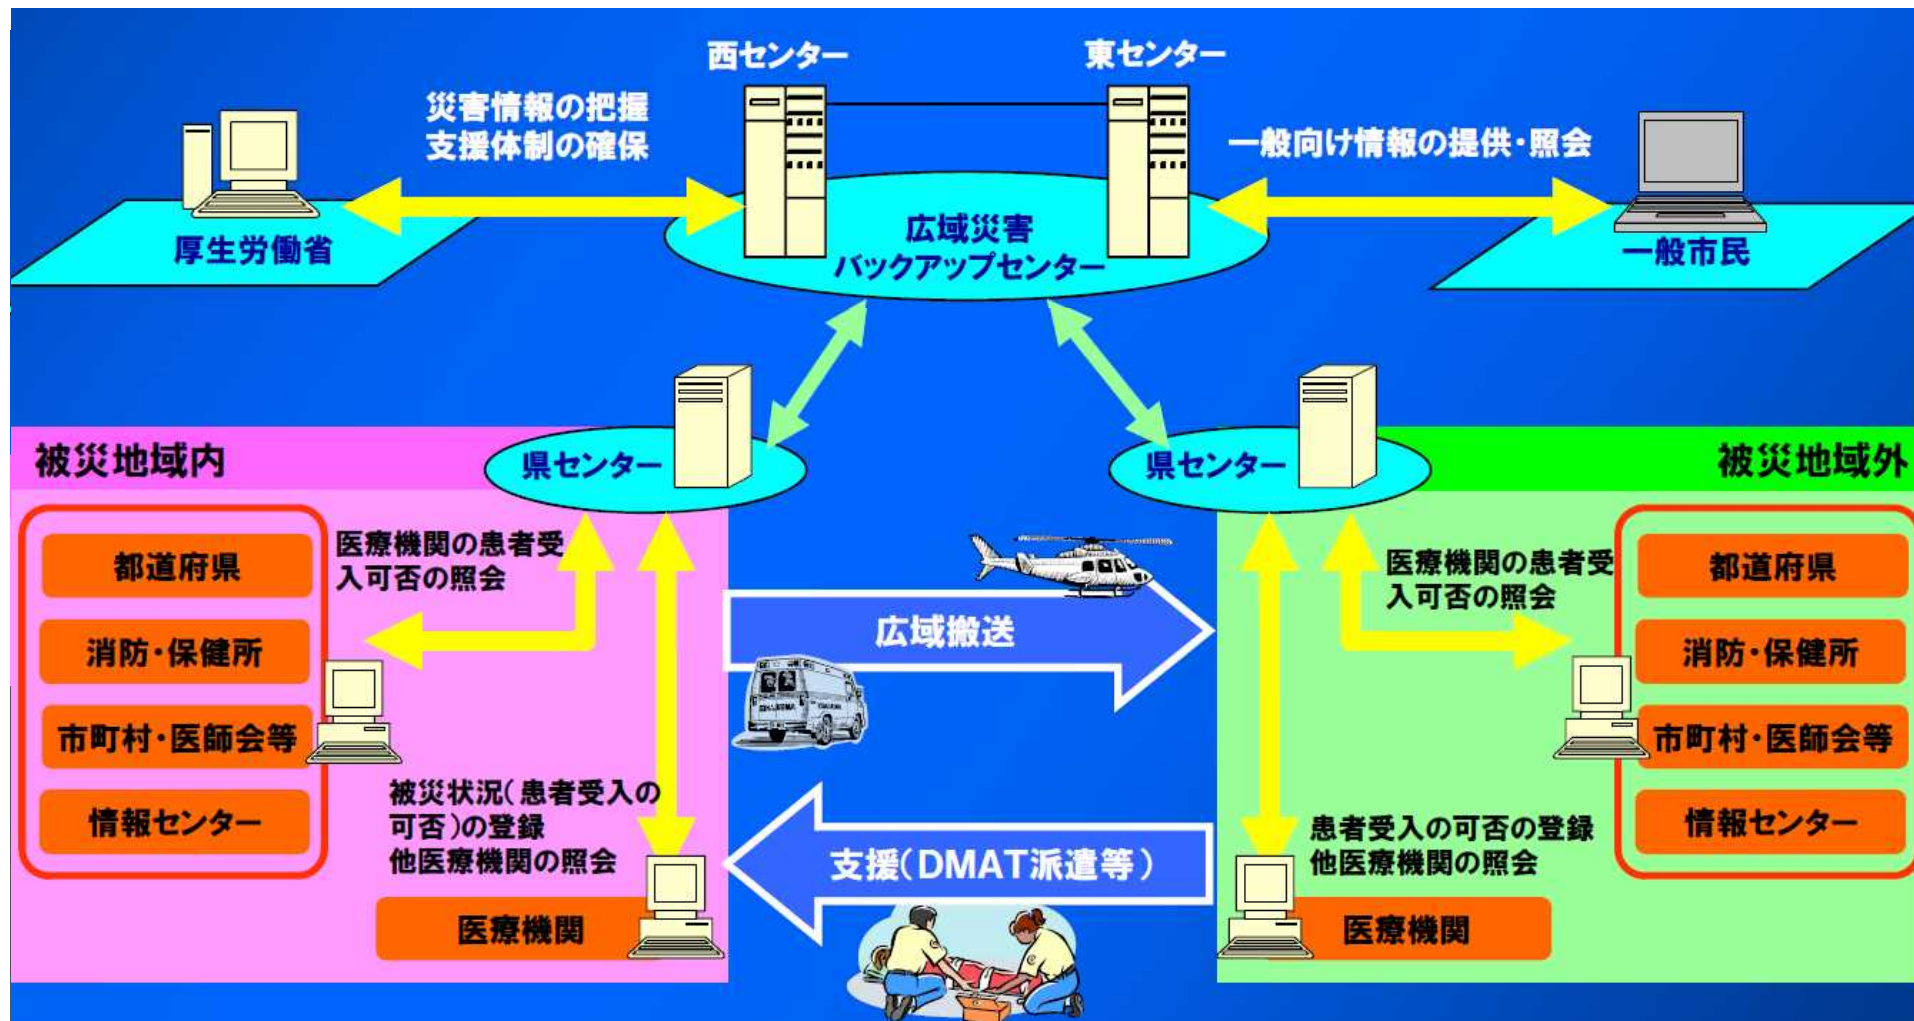 西センター
東センター
災害情報の把握
支援体制の確保
一般向け情報の提供・照会
厚生労働省
広域災害
バックアップセンター
一般市民
被災地域内
県センター
県センター
被災地域外
都道府県
消防・保健所
市町村・医師会等
情報センター
医療機関の患者受
入可否の照会
被災状況(患者受入の
可否)の登録
他医療機関の照会
医療機関
広域搬送
支援(DMAT派遣等)
医療機関の患者受
入可否の照会
都道府県
消防・保健所
市町村・医師会等
情報センター
患者受入の可否の登録
他医療機関の照会
医療機関